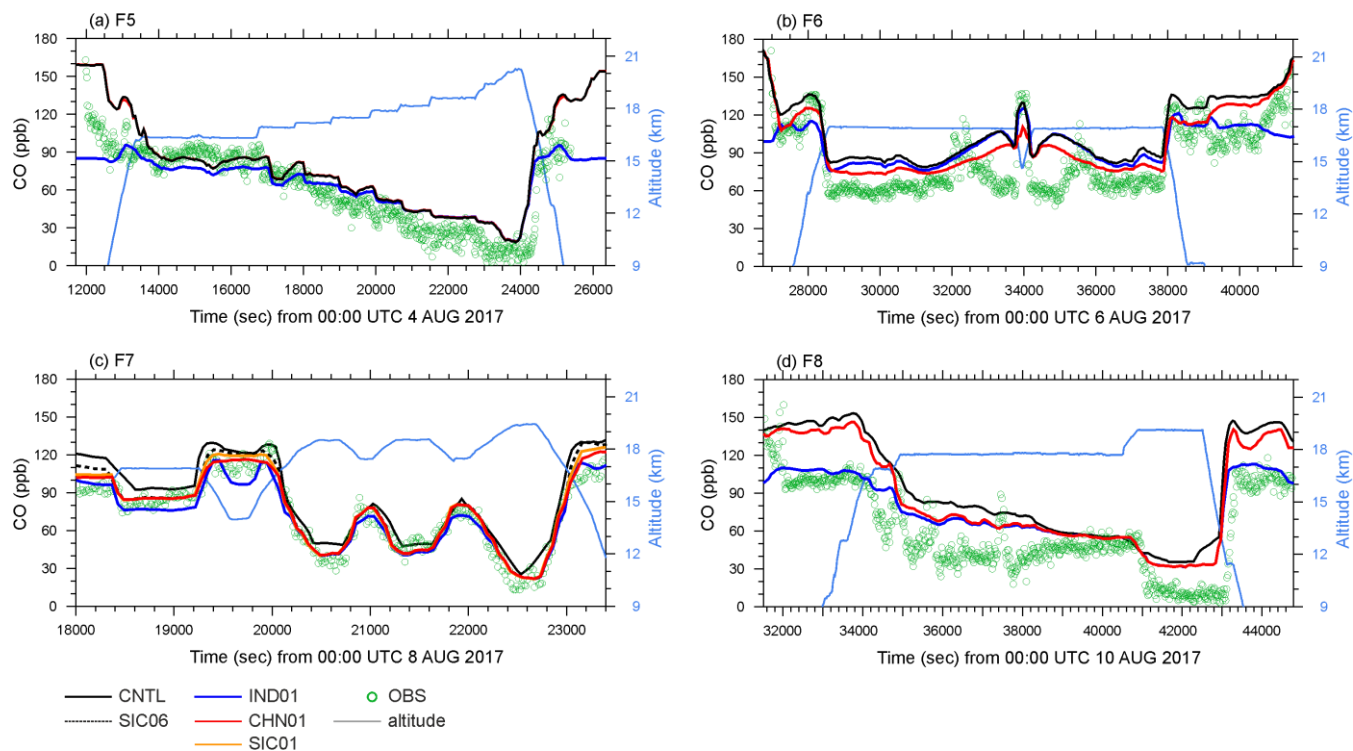 (a) F5
180
150
120
90
60
30
0
CO (ppb)
21
18
15
12
9
Altitude (km)
12000 14000 16000 18000 20000 22000 24000 26000
Time (sec) from 00:00 UTC 4 AUG 2017
(b) F6
180
150
120
90
60
30
0
CO (ppb)
21
18
15
12
9
Altitude (km)
28000 30000 32000 34000 36000 38000 40000
Time (sec) from 00:00 UTC 6 AUG 2017
(c) F7
180
150
120
90
60
30
0
CO (ppb)
21
18
15
12
9
Altitude (km)
18000 19000 20000 21000 22000 23000
Time (sec) from 00:00 UTC 8 AUG 2017
(d) F8
180
150
120
90
60
30
0
CO (ppb)
21
18
15
12
9
Altitude (km)
32000 34000 36000 38000 40000 42000 44000
Time (sec) from 00:00 UTC 10 AUG 2017
CNTL IND01 OBS
SIC06 CHN01 altitude
SIC01